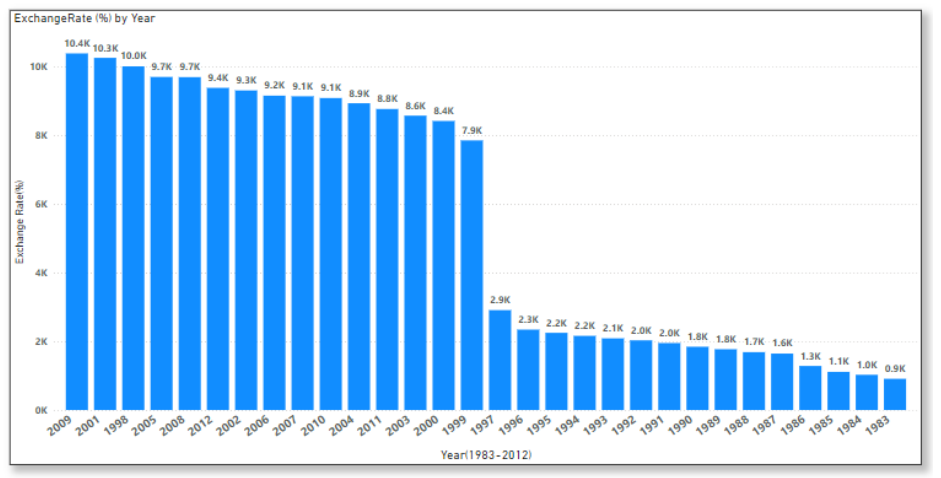 ExchangeRate (%) by Year
10.4K 10.3K 10.0K 9.7K 9.7K 9.4K 9.3K 9.2K 9.1K 9.1K 8.9K 8.8K 8.6K 8.4K 7.9K 2.9K 2.3K 2.2K 2.2K 2.1K 2.0K 2.0K 1.8K 1.8K 1.7K 1.6K 1.3K 1.1K 1.0K 0.9K
10K
8K
6K
4K
2K
0K
Exchange Rate(%)
2009 2001 1998 2005 2008 2012 2002 2006 2007 2010 2004 2011 2003 2000 1999 1997 1996 1995 1994 1993 1992 1991 1990 1989 1988 1987 1986 1985 1984 1983
Year(1983-2012)